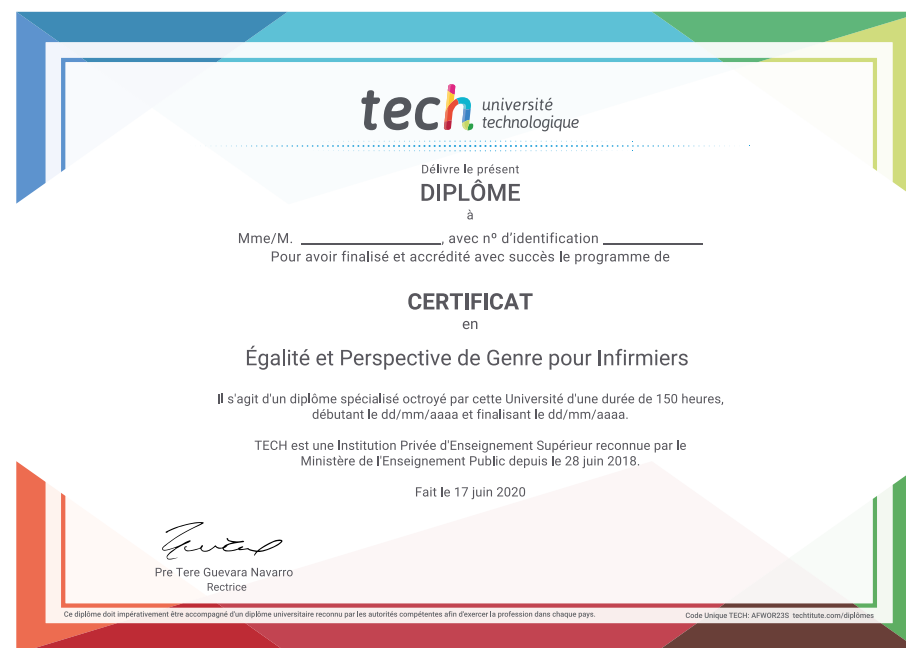 tech université
technologique
Délivre le présent
DIPLÔME
à
Mme/M. ____________________, avec nº d'identification ______________
Pour avoir finalisé et accrédité avec succès le programme de
CERTIFICAT
en
Égalité et Perspective de Genre pour Infirmiers
Il s'agit d'un diplôme spécialisé octroyé par cette Université d'une durée de 150 heures,
débutant le dd/mm/aaaa et finalisant le dd/mm/aaaa.
TECH est une Institution Privée d'Enseignement Supérieur reconnue par le
Ministère de l'Enseignement Public depuis le 28 juin 2018.
Fait le 17 juin 2020
Pre Tere Guevara Navarro
Rectrice
Ce diplôme doit impérativement être accompagné d'un diplôme universitaire reconnu par les autorités compétentes afin d'exercer la profession dans chaque pays.
Code Unique TECH: AFWOR23S techtitute.com/diplômes